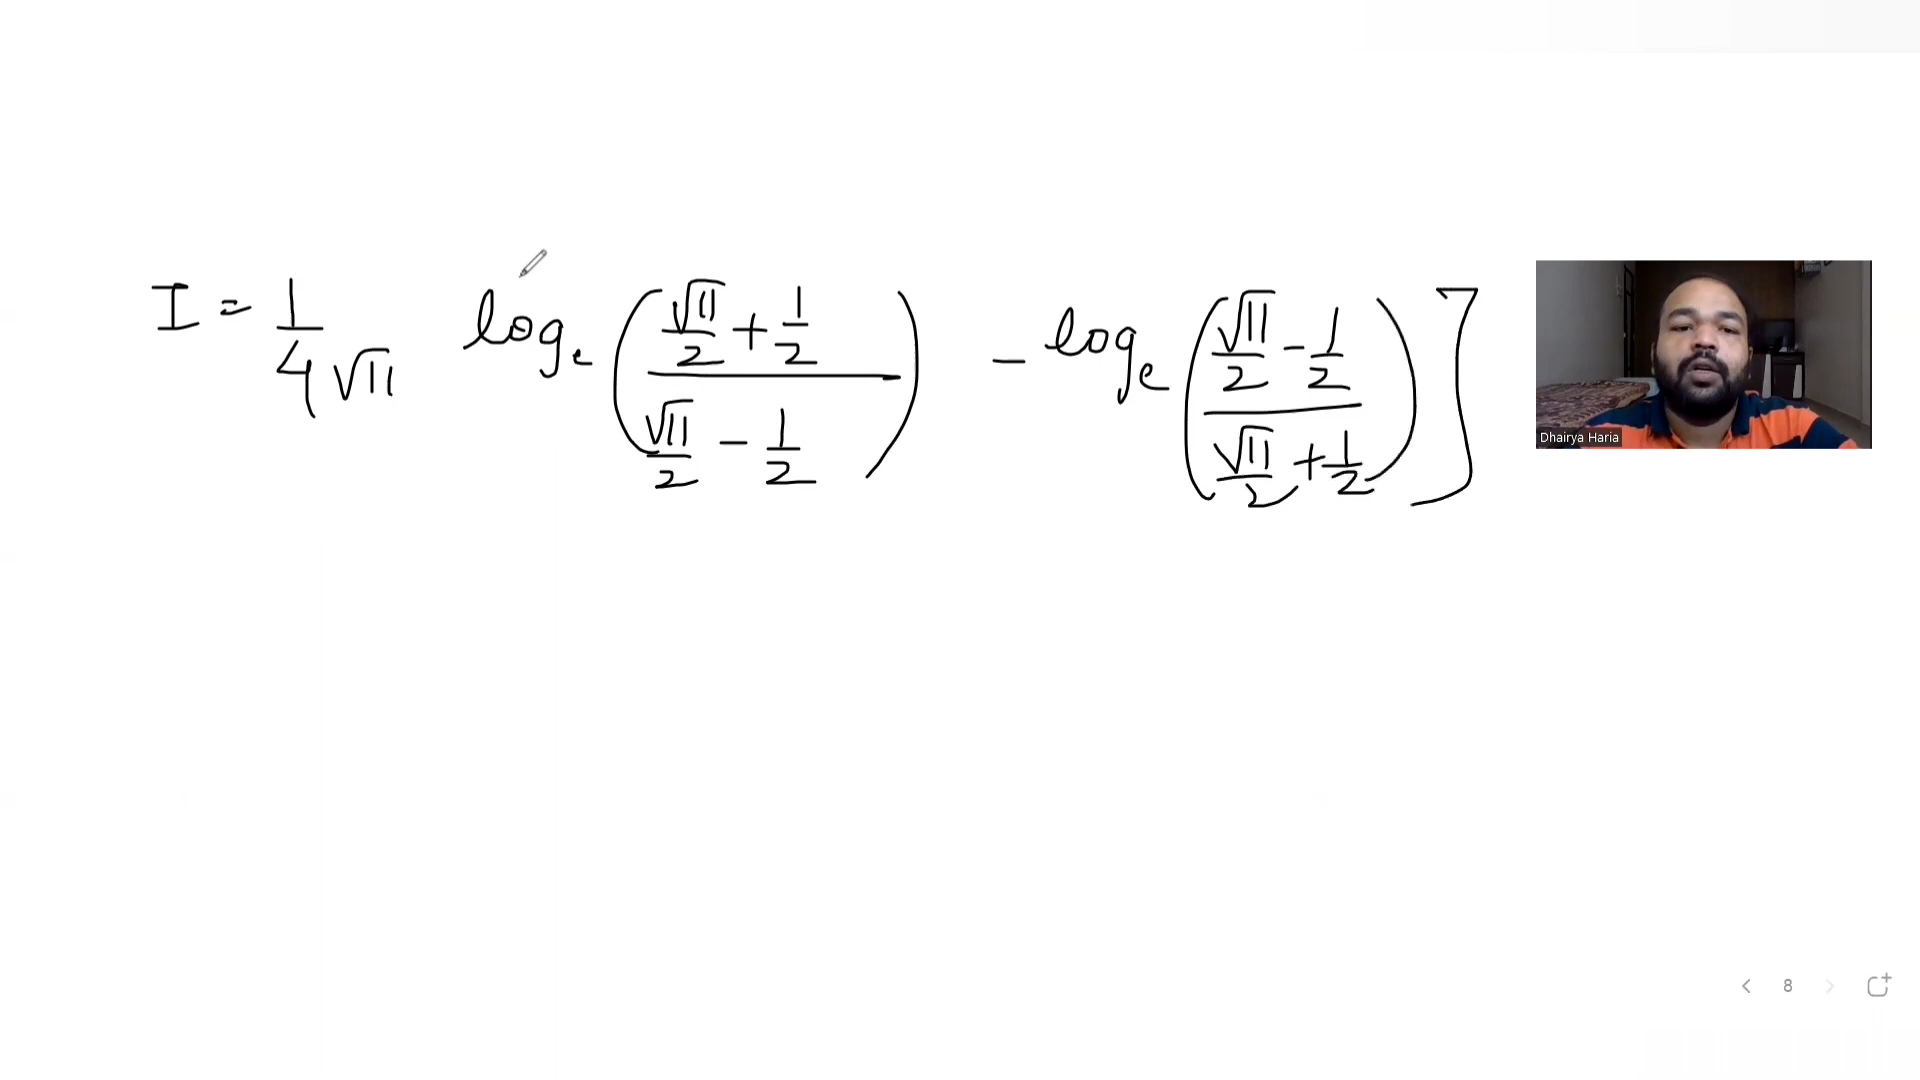 I = 1/4√11 log_e ((√11/2 + 1/2)/(√11/2 - 1/2)) - log_e ((√11/2 - 1/2)/(√11/2 + 1/2))]
Dhairya Haria
8